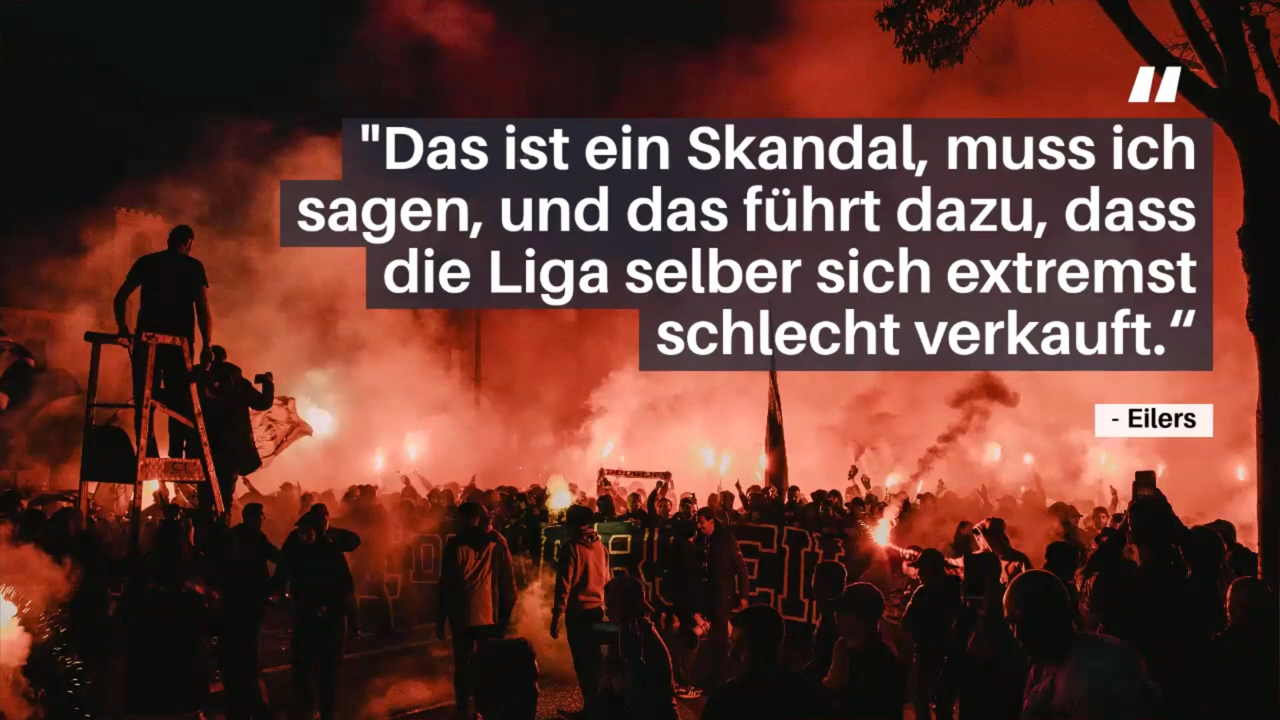 "
"Das ist ein Skandal, muss ich
sagen, und das führt dazu, dass
die Liga selber sich extremst
schlecht verkauft.“
- Eilers